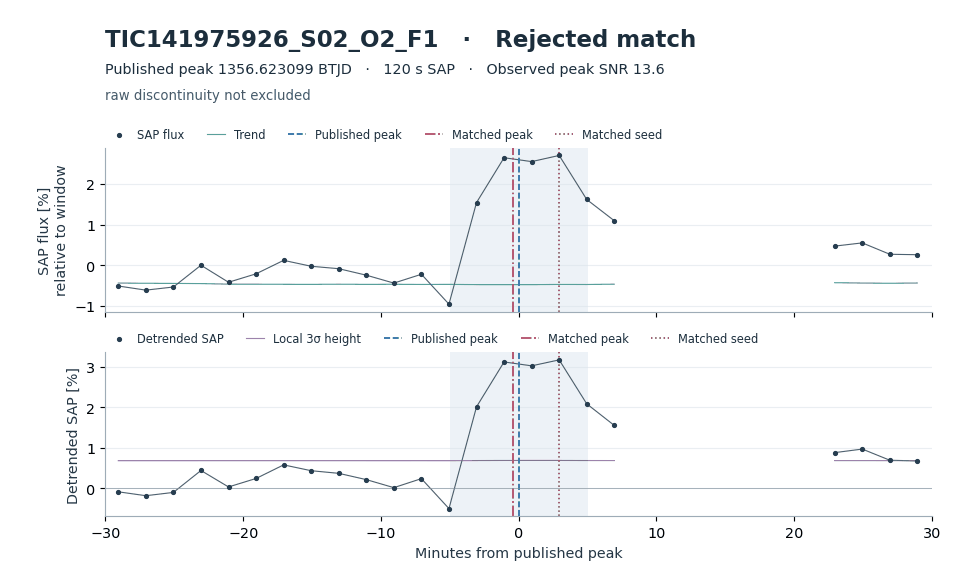 TIC141975926_S02_O2_F1 · Rejected match
Published peak 1356.623099 BTJD · 120 s SAP · Observed peak SNR 13.6
raw discontinuity not excluded
SAP flux Trend Published peak Matched peak Matched seed
SAP flux [%]
relative to window
2
1
0
−1
Detrended SAP Local 3σ height Published peak Matched peak Matched seed
Detrended SAP [%]
3
2
1
0
−30 −20 −10 0 10 20 30
Minutes from published peak